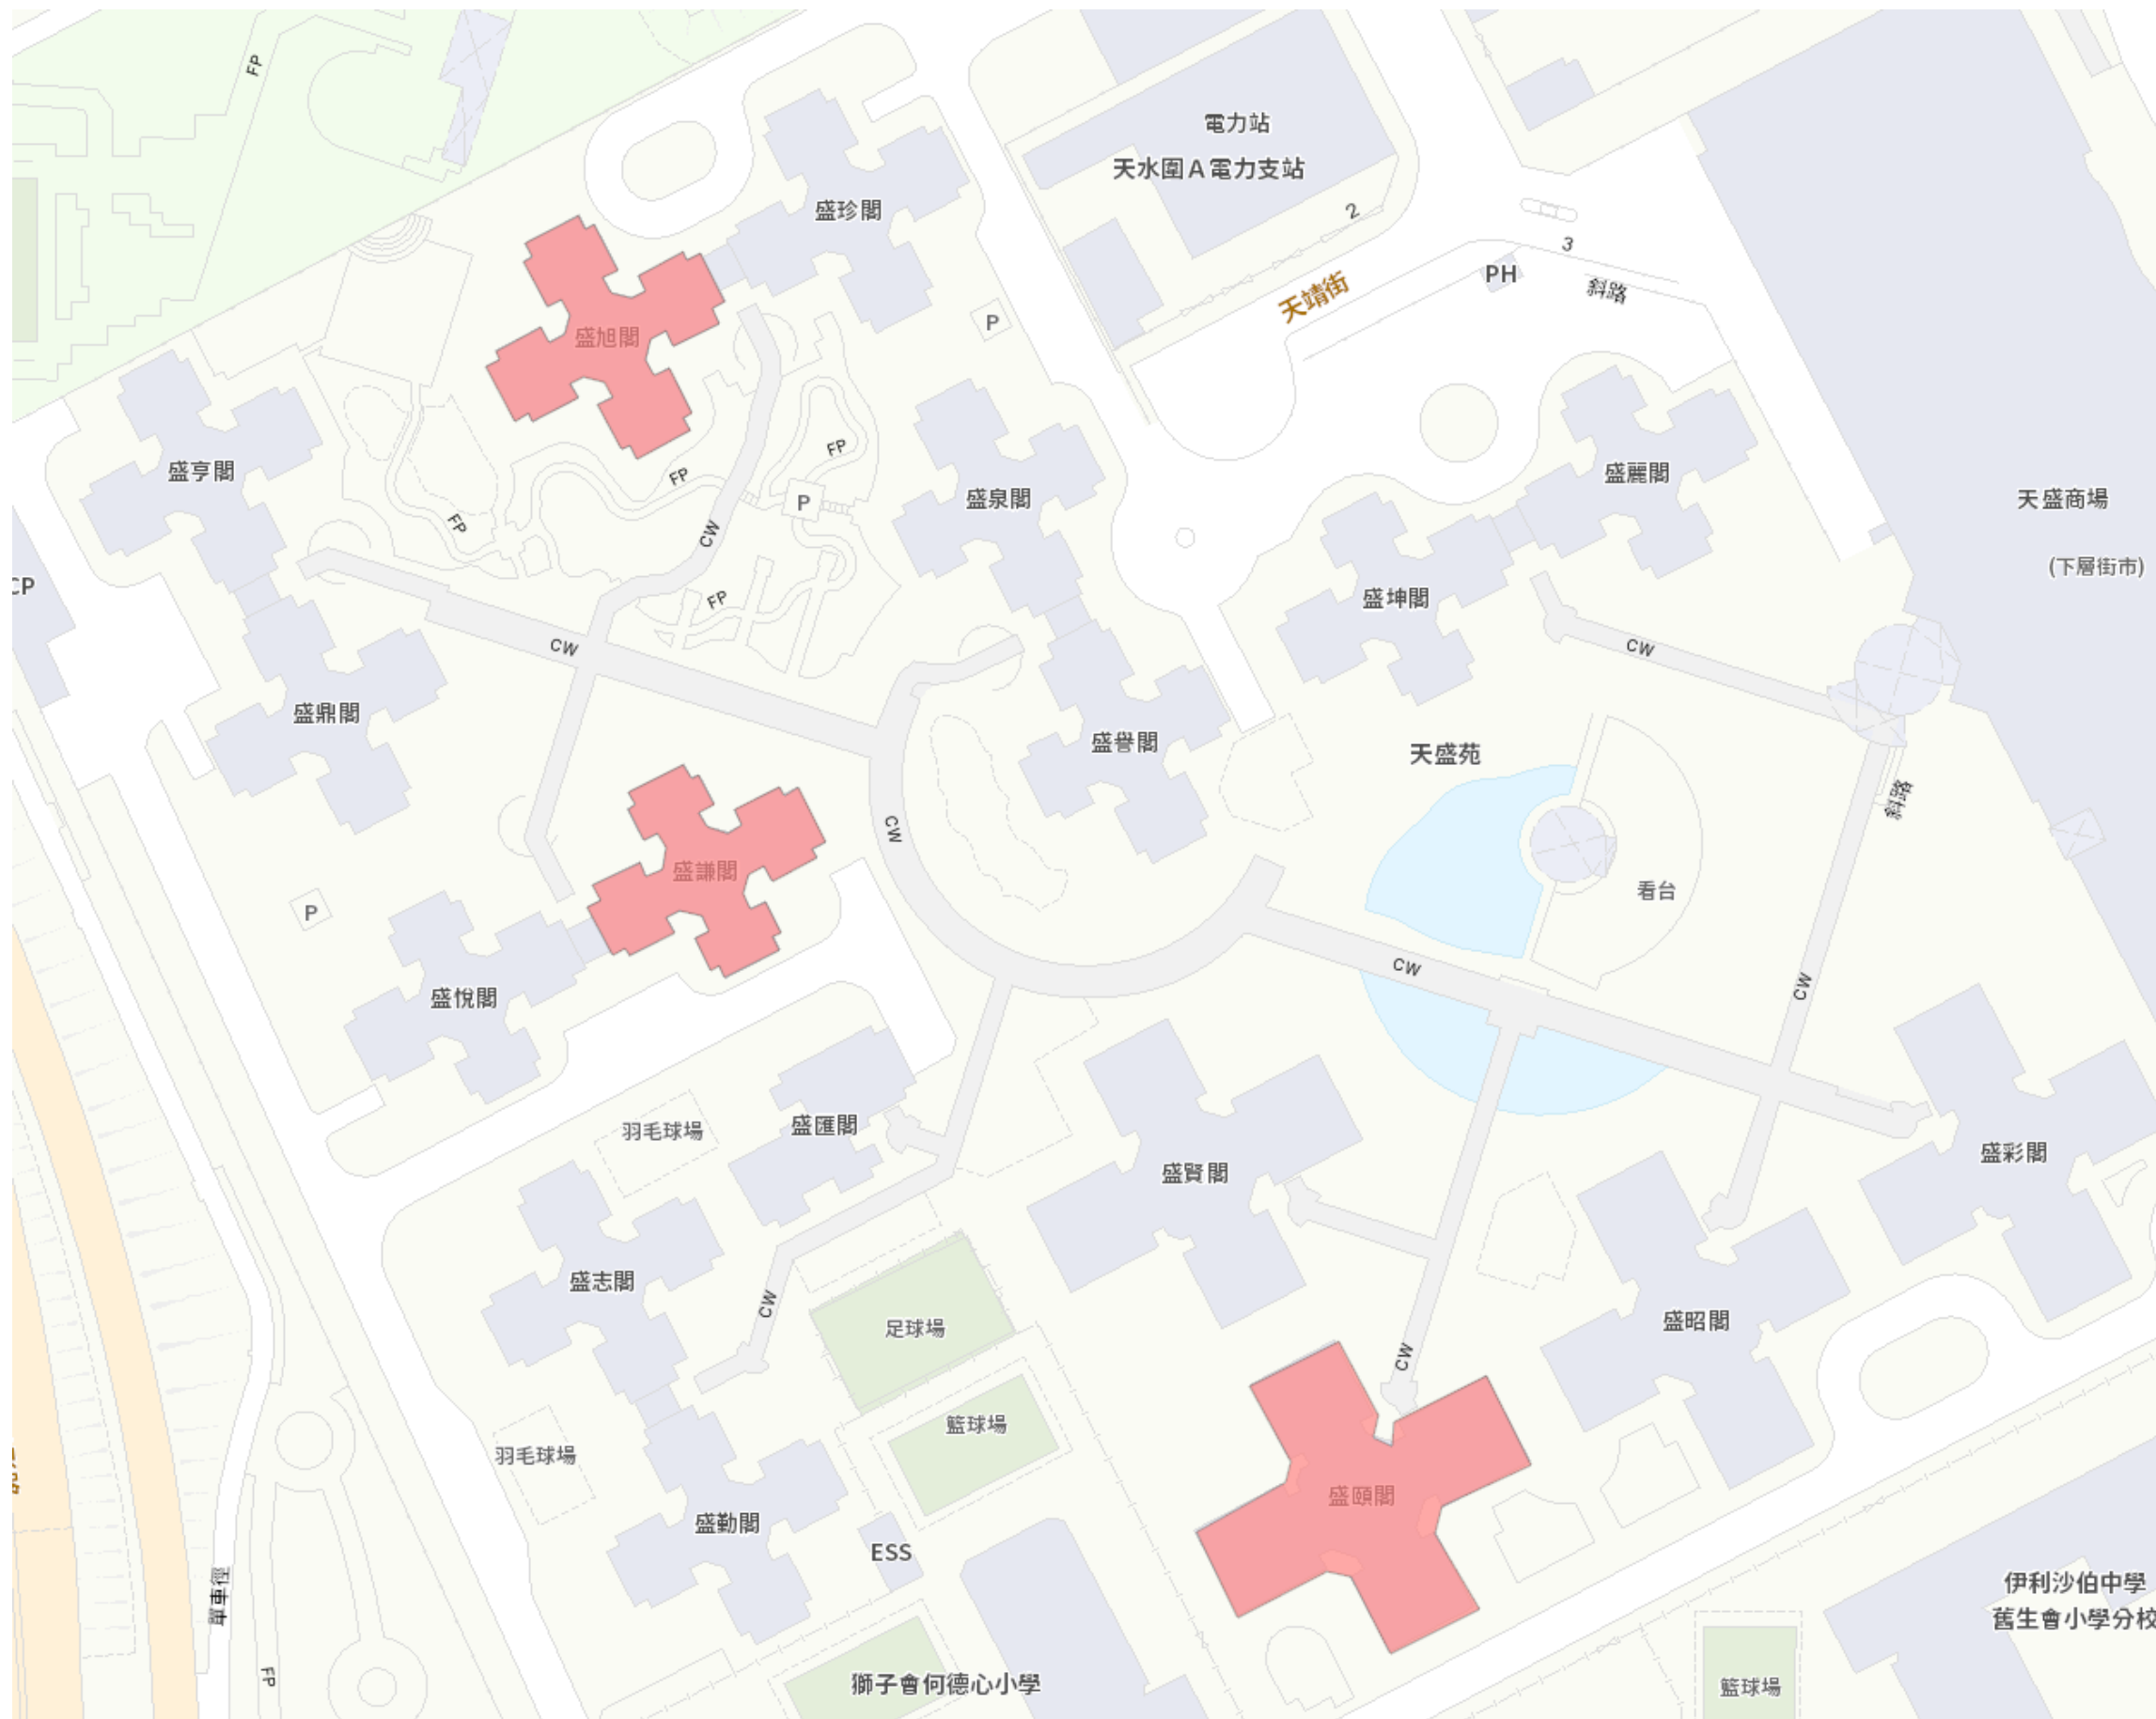 FP
電力站
天水圍A電力支站
盛珍閣
2
3
PH
斜路
天靖街
P
盛旭閣
盛亨閣
FP
FP
P
FP
CW
盛泉閣
盛麗閣
天盛商場
(下層街市)
CP
FP
盛坤閣
CW
CW
盛鼎閣
盛譽閣
天盛苑
斜路
CW
盛謙閣
看台
P
CW
CW
盛悅閣
盛匯閣
羽毛球場
盛賢閣
盛彩閣
盛志閣
CW
足球場
盛昭閣
CW
籃球場
羽毛球場
盛頤閣
盛勤閣
ESS
單車徑
伊利沙伯中學
舊生會小學分校
FP
獅子會何德心小學
籃球場